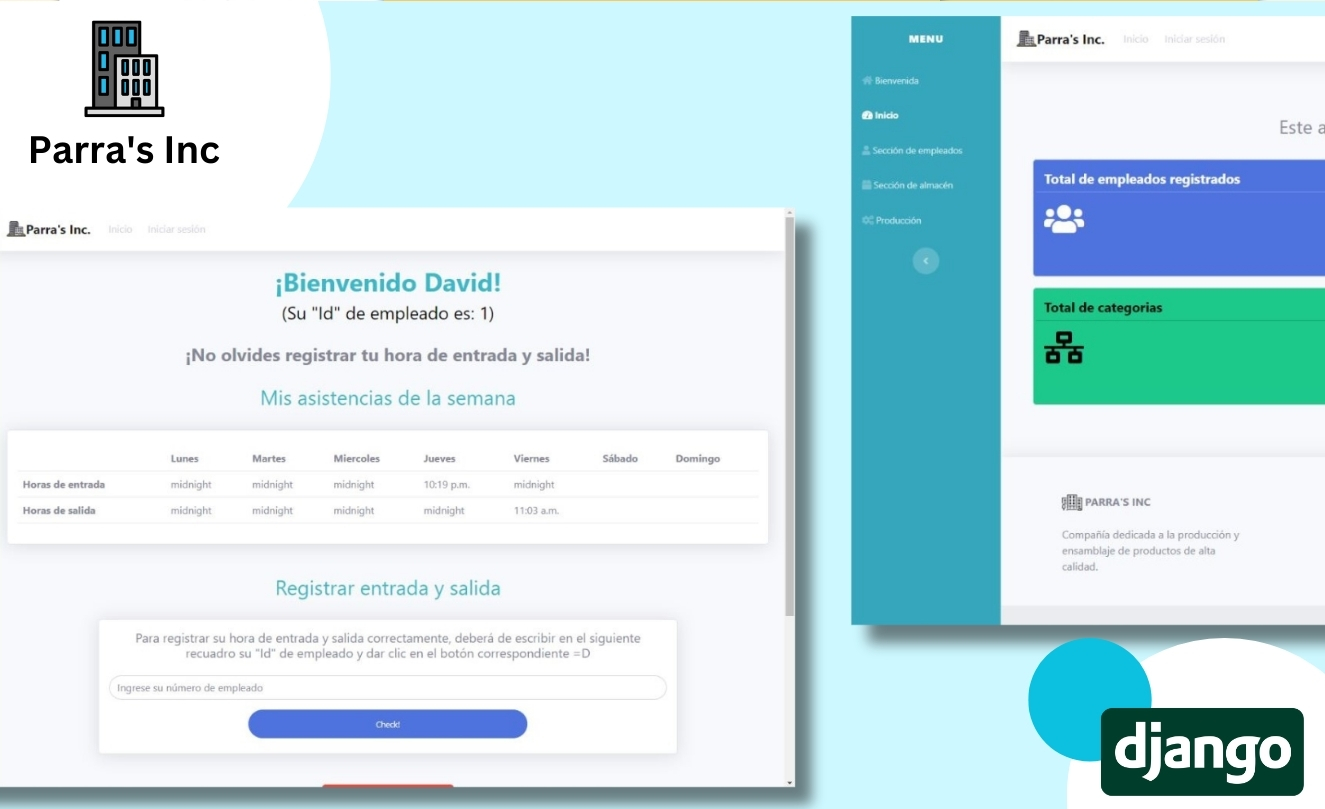 Parra's Inc
Parra's Inc. Inicio Iniciar sesión
¡Bienvenido David!
(Su "Id" de empleado es: 1)
¡No olvides registrar tu hora de entrada y salida!
Mis asistencias de la semana
Lunes Martes Miercoles Jueves Viernes Sábado Domingo
Horas de entrada midnight midnight midnight 10:19 p.m. midnight
Horas de salida midnight midnight midnight midnight 11:03 a.m.
Registrar entrada y salida
Para registrar su hora de entrada y salida correctamente, deberá de escribir en el siguiente
recuadro su "Id" de empleado y dar clic en el botón correspondiente =D
Ingrese su número de empleado
Check!
MENU
Bienvenida
Inicio
Sección de empleados
Sección de almacén
Producción
Parra's Inc. Inicio Iniciar sesión
Este a
Total de empleados registrados
Total de categorias
PARRA'S INC
Compañía dedicada a la producción y
ensamblaje de productos de alta
calidad.
django